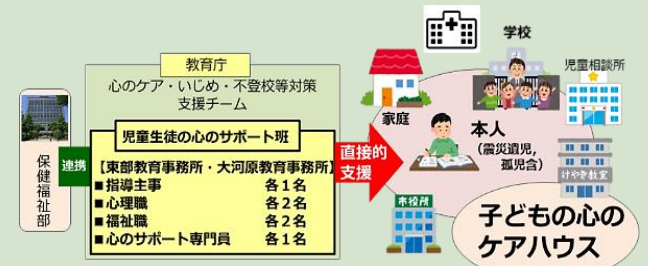 教育庁
心のケア・いじめ・不登校等対策
支援チーム
児童生徒の心のサポート班
【東部教育事務所・大河原教育事務所】
■指導主事 各1名
■心理職 各2名
■福祉職 各2名
■心のサポート専門員 各1名
保健福祉部
連携
直接的
支援
学校
児童相談所
家庭
本人
(震災遺児,
孤児含)
けやき教室
市役所
子どもの心の
ケアハウス